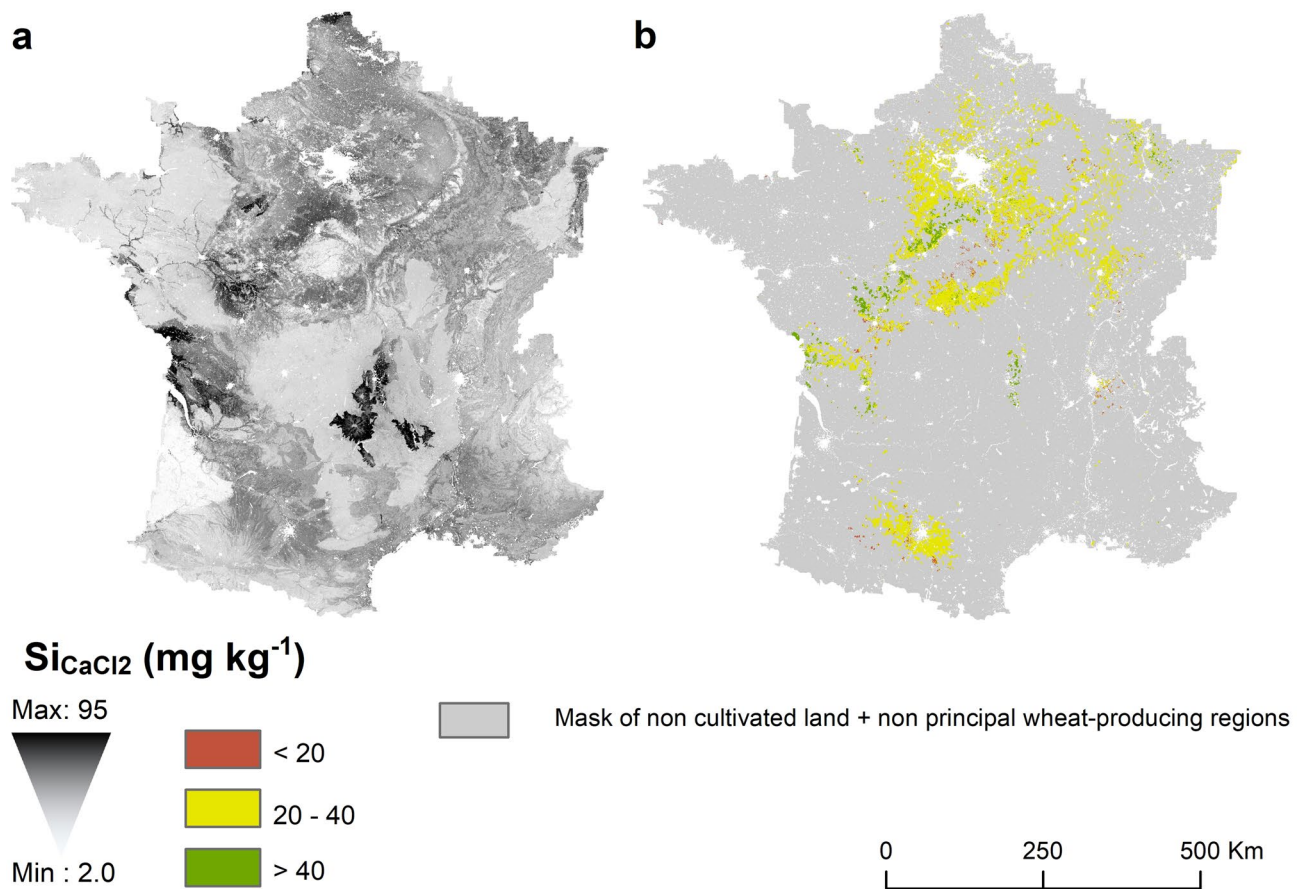 a
b
SiCaCl2 (mg kg-1)
Max: 95
Min : 2.0
< 20
20 - 40
> 40
Mask of non cultivated land + non principal wheat-producing regions
0 250 500 Km